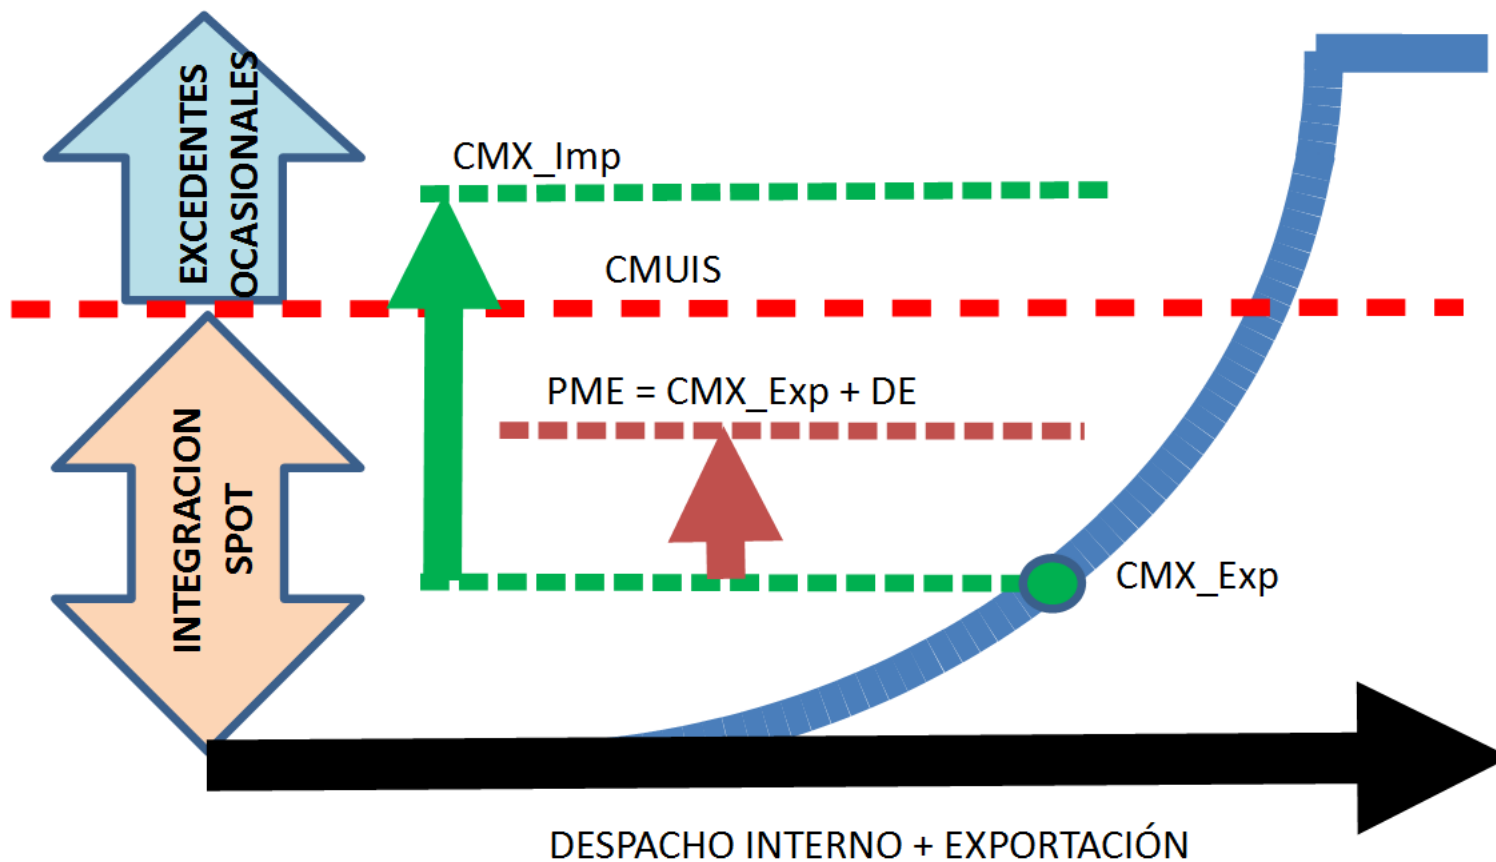 EXCEDENTES
OCASIONALES
CMX_Imp
CMUIS
PME = CMX_Exp + DE
INTEGRACION
SPOT
CMX_Exp
DESPACHO INTERNO + EXPORTACIÓN